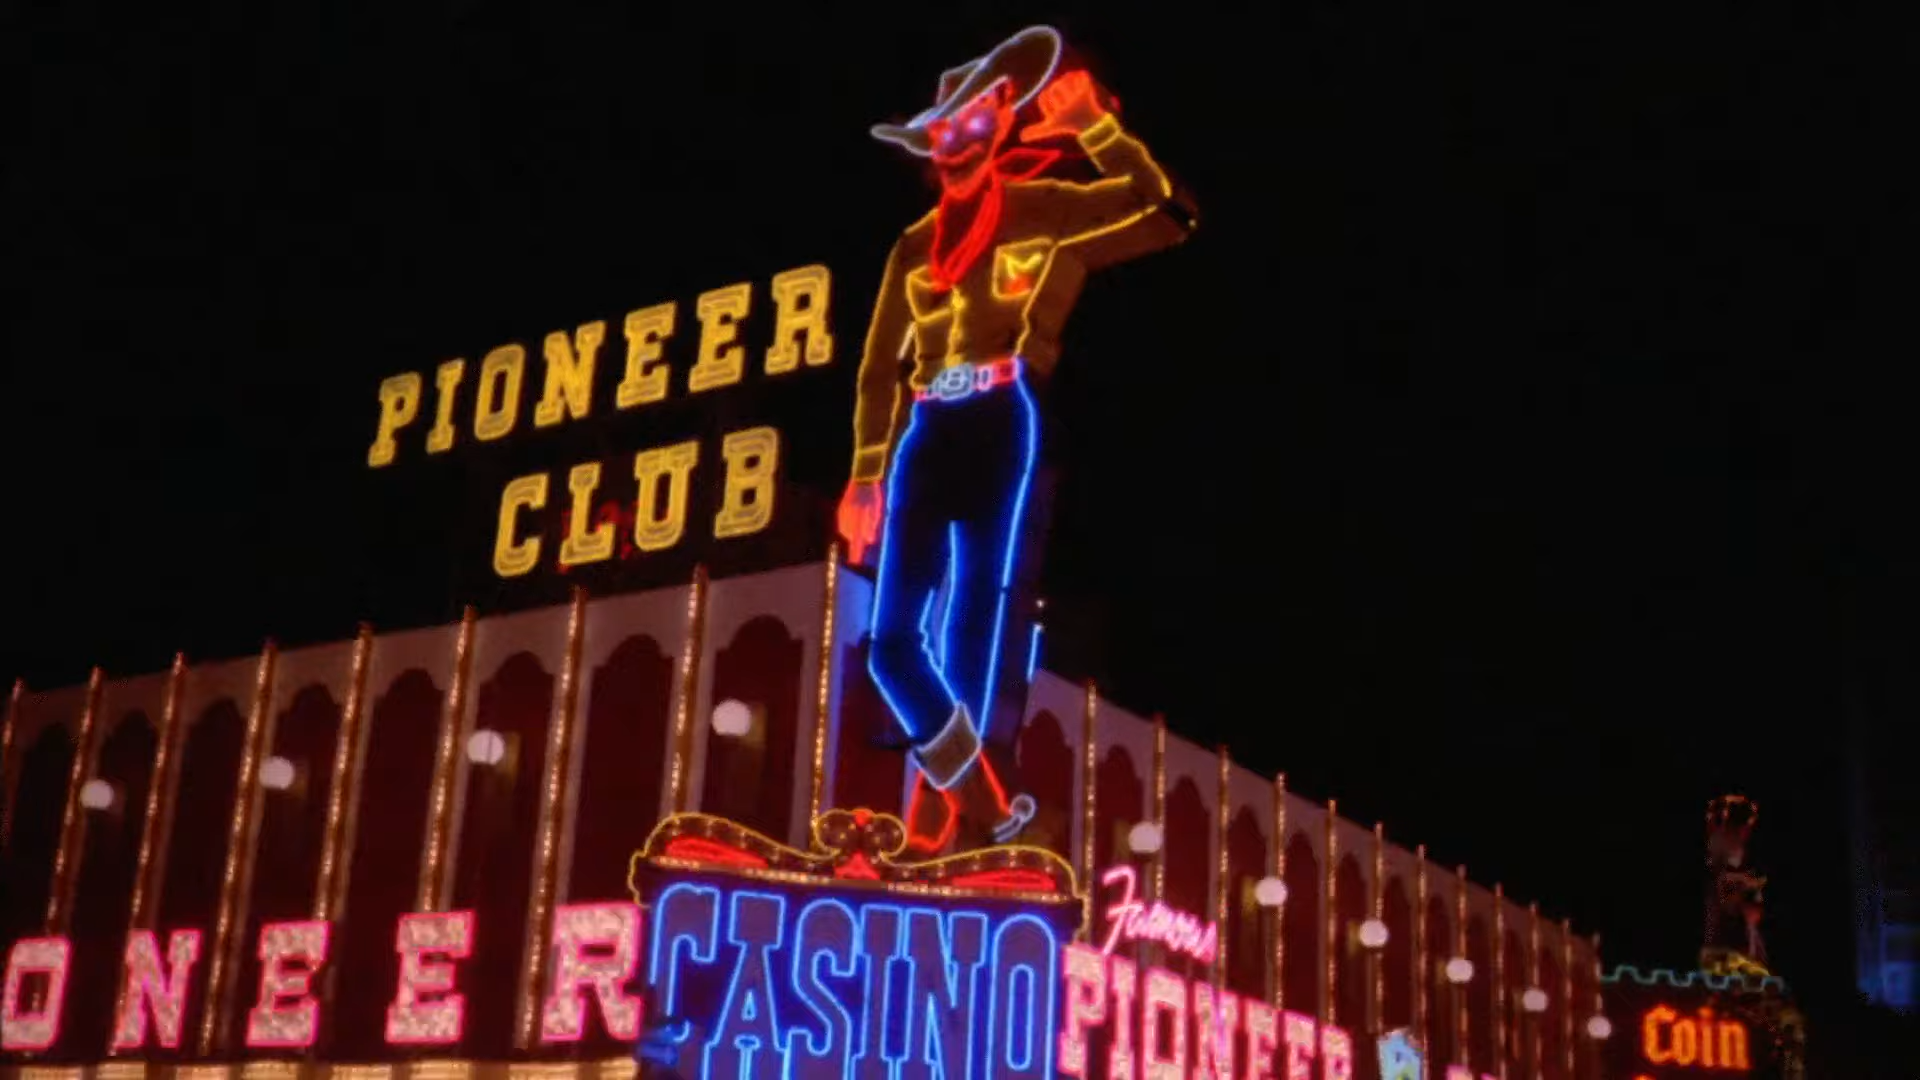 PIONEER
CLUB
ONEER
CASINO
Famous
PIONEER
Coin